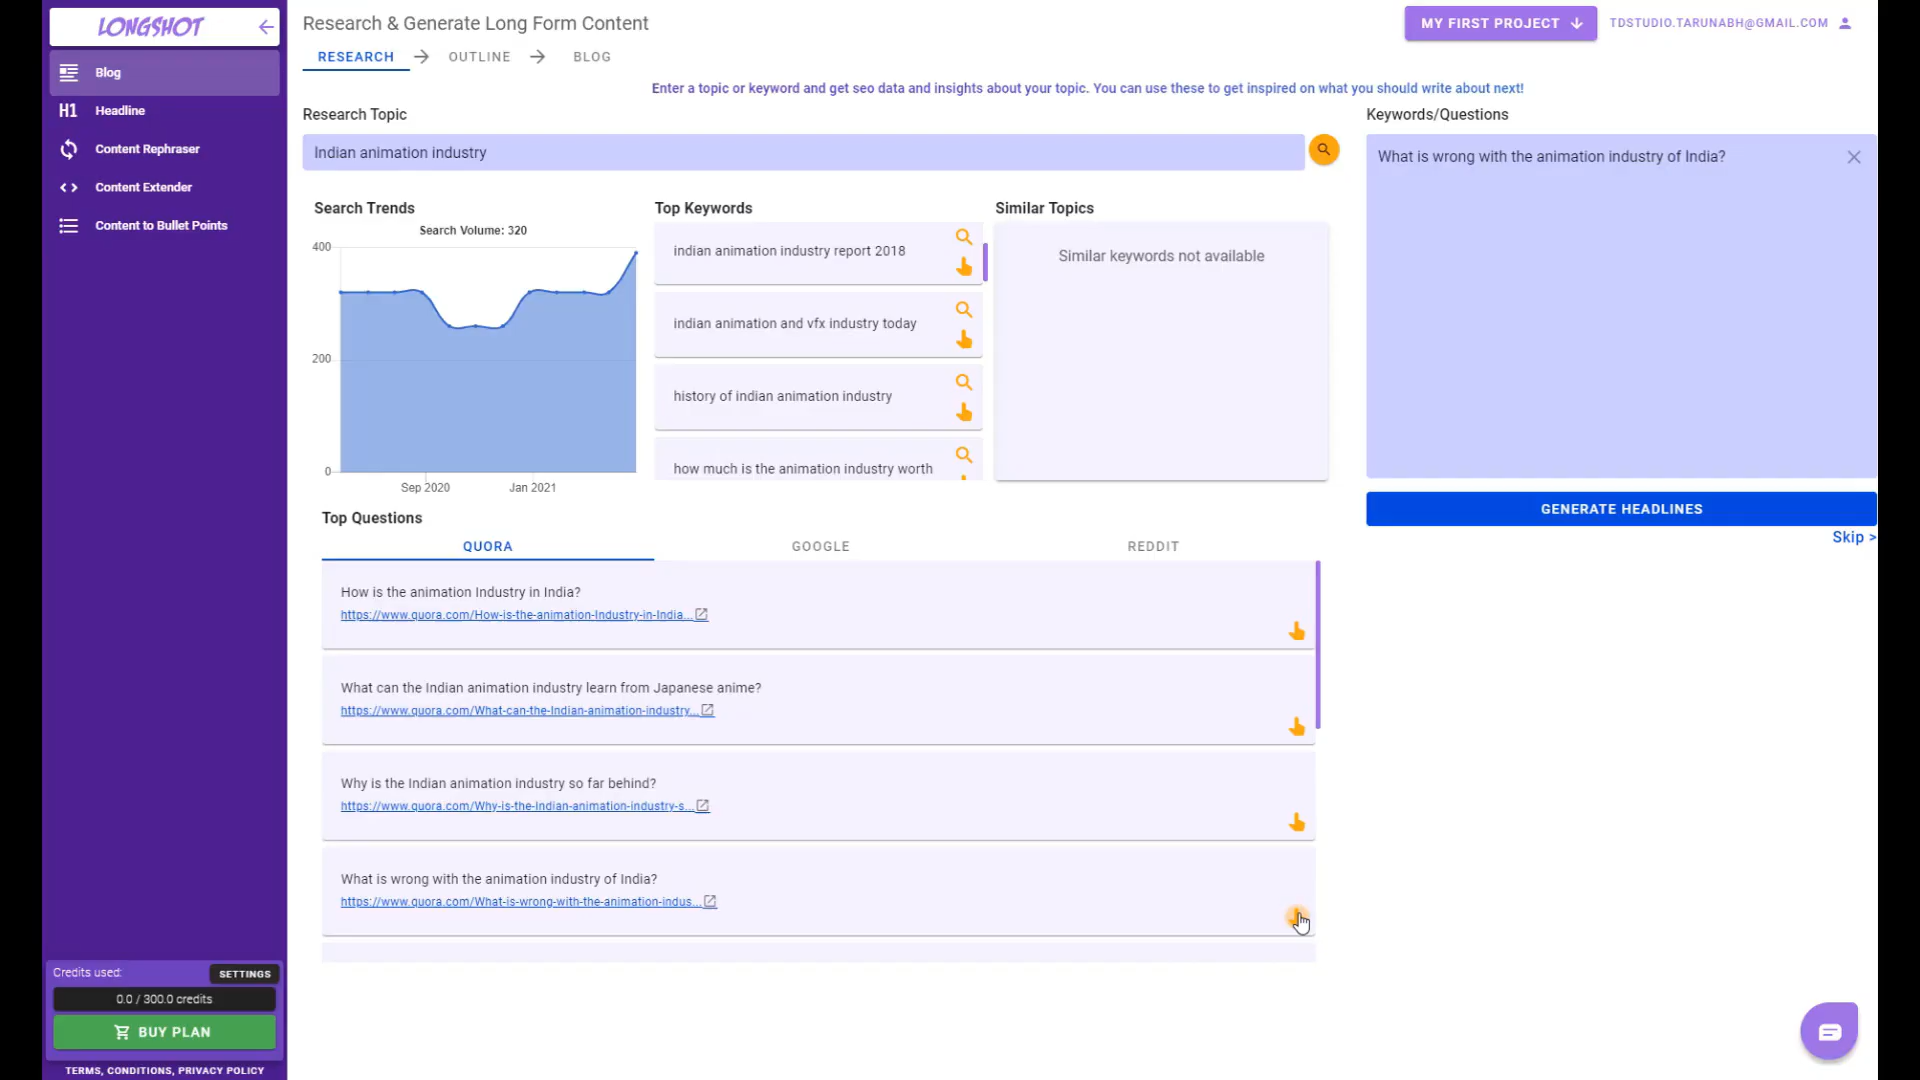 LONGSHOT
Blog
H1 Headline
Content Rephraser
Content Extender
Content to Bullet Points
Credits used:
SETTINGS
0.0 / 300.0 credits
BUY PLAN
TERMS, CONDITIONS, PRIVACY POLICY
Research & Generate Long Form Content
MY FIRST PROJECT
TDSTUDIO.TARUNABH@GMAIL.COM
RESEARCH
OUTLINE
BLOG
Enter a topic or keyword and get seo data and insights about your topic. You can use these to get inspired on what you should write about next!
Research Topic
Indian animation industry
Search Trends
Search Volume: 320
400
200
0
Sep 2020
Jan 2021
Top Keywords
indian animation industry report 2018
indian animation and vfx industry today
history of indian animation industry
how much is the animation industry worth
Similar Topics
Similar keywords not available
Top Questions
QUORA
GOOGLE
REDDIT
How is the animation Industry in India?
https://www.quora.com/How-is-the-animation-Industry-in-India...
What can the Indian animation industry learn from Japanese anime?
https://www.quora.com/What-can-the-Indian-animation-industry...
Why is the Indian animation industry so far behind?
https://www.quora.com/Why-is-the-Indian-animation-industry-s...
What is wrong with the animation industry of India?
https://www.quora.com/What-is-wrong-with-the-animation-indus...
Keywords/Questions
What is wrong with the animation industry of India?
GENERATE HEADLINES
Skip >